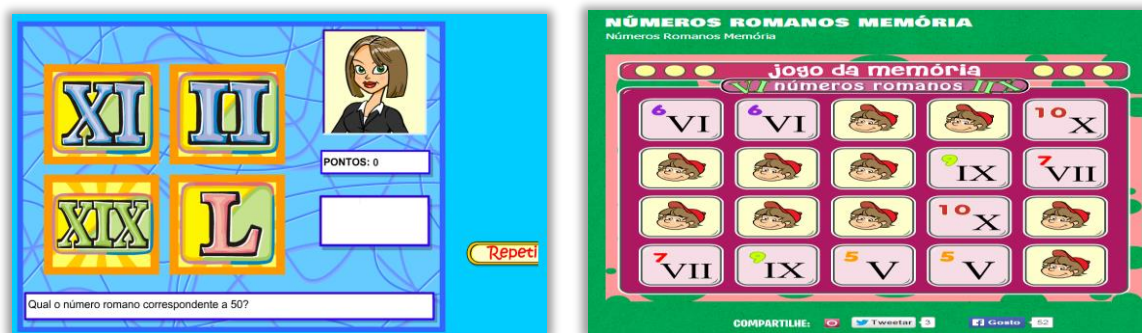 XI II
PONTOS: 0
XIX L
Repeti
Qual o número romano correspondente a 50?
NÚMEROS ROMANOS MEMÓRIA
Números Romanos Memória
jogo da memória
VI números romanos IIX
6 VI 6 VI 10 X
9 IX 7 VII
10 X
7 VII 9 IX 5 V 5 V
COMPARTILHE: Tweetar 3 Gosto 52